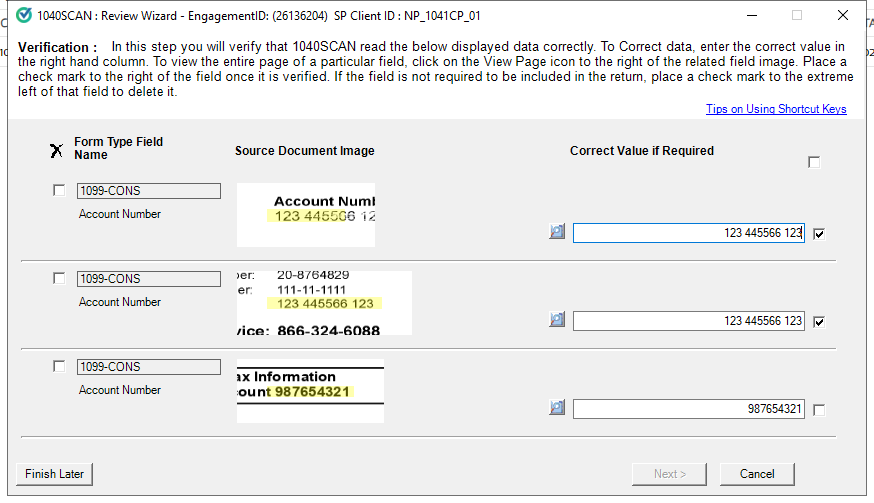 1040SCAN : Review Wizard - EngagementID: (26136204)  SP Client ID : NP_1041CP_01
Verification :   In this step you will verify that 1040SCAN read the below displayed data correctly. To Correct data, enter the correct value in
the right hand column. To view the entire page of a particular field, click on the View Page icon to the right of the related field image. Place a
check mark to the right of the field once it is verified. If the field is not required to be included in the return, place a check mark to the extreme
left of that field to delete it.
Tips on Using Shortcut Keys
X Form Type Field
Name
Source Document Image
Correct Value if Required
1099-CONS
Account Number
Account Num
123 445506 12
123 445566 123
1099-CONS
Account Number
ber: 20-8764829
er: 111-11-1111
123 445566 123
vice: 866-324-6088
123 445566 123
1099-CONS
Account Number
ax Information
count 987654321
987654321
Finish Later
Next >
Cancel